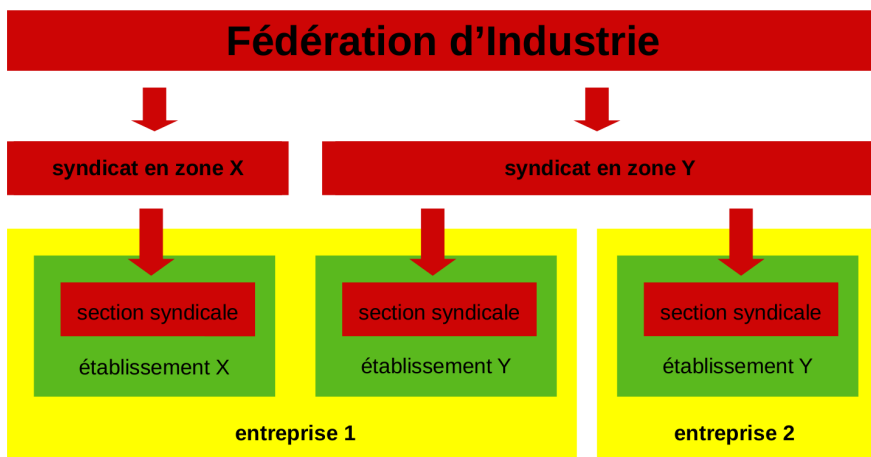 Fédération d’Industrie
syndicat en zone X
syndicat en zone Y
section syndicale
section syndicale
section syndicale
établissement X
établissement Y
établissement Y
entreprise 1
entreprise 2